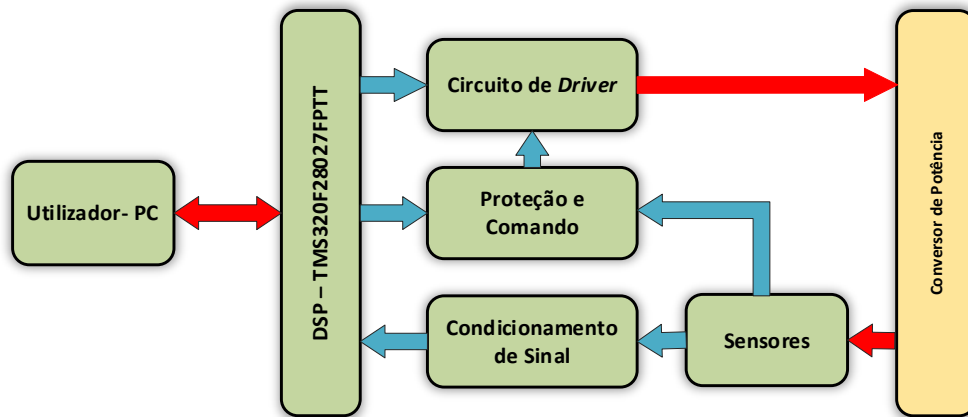 Utilizador- PC
DSP – TMS320F28027FPTT
Circuito de Driver
Proteção e
Comando
Condicionamento
de Sinal
Sensores
Conversor de Potência